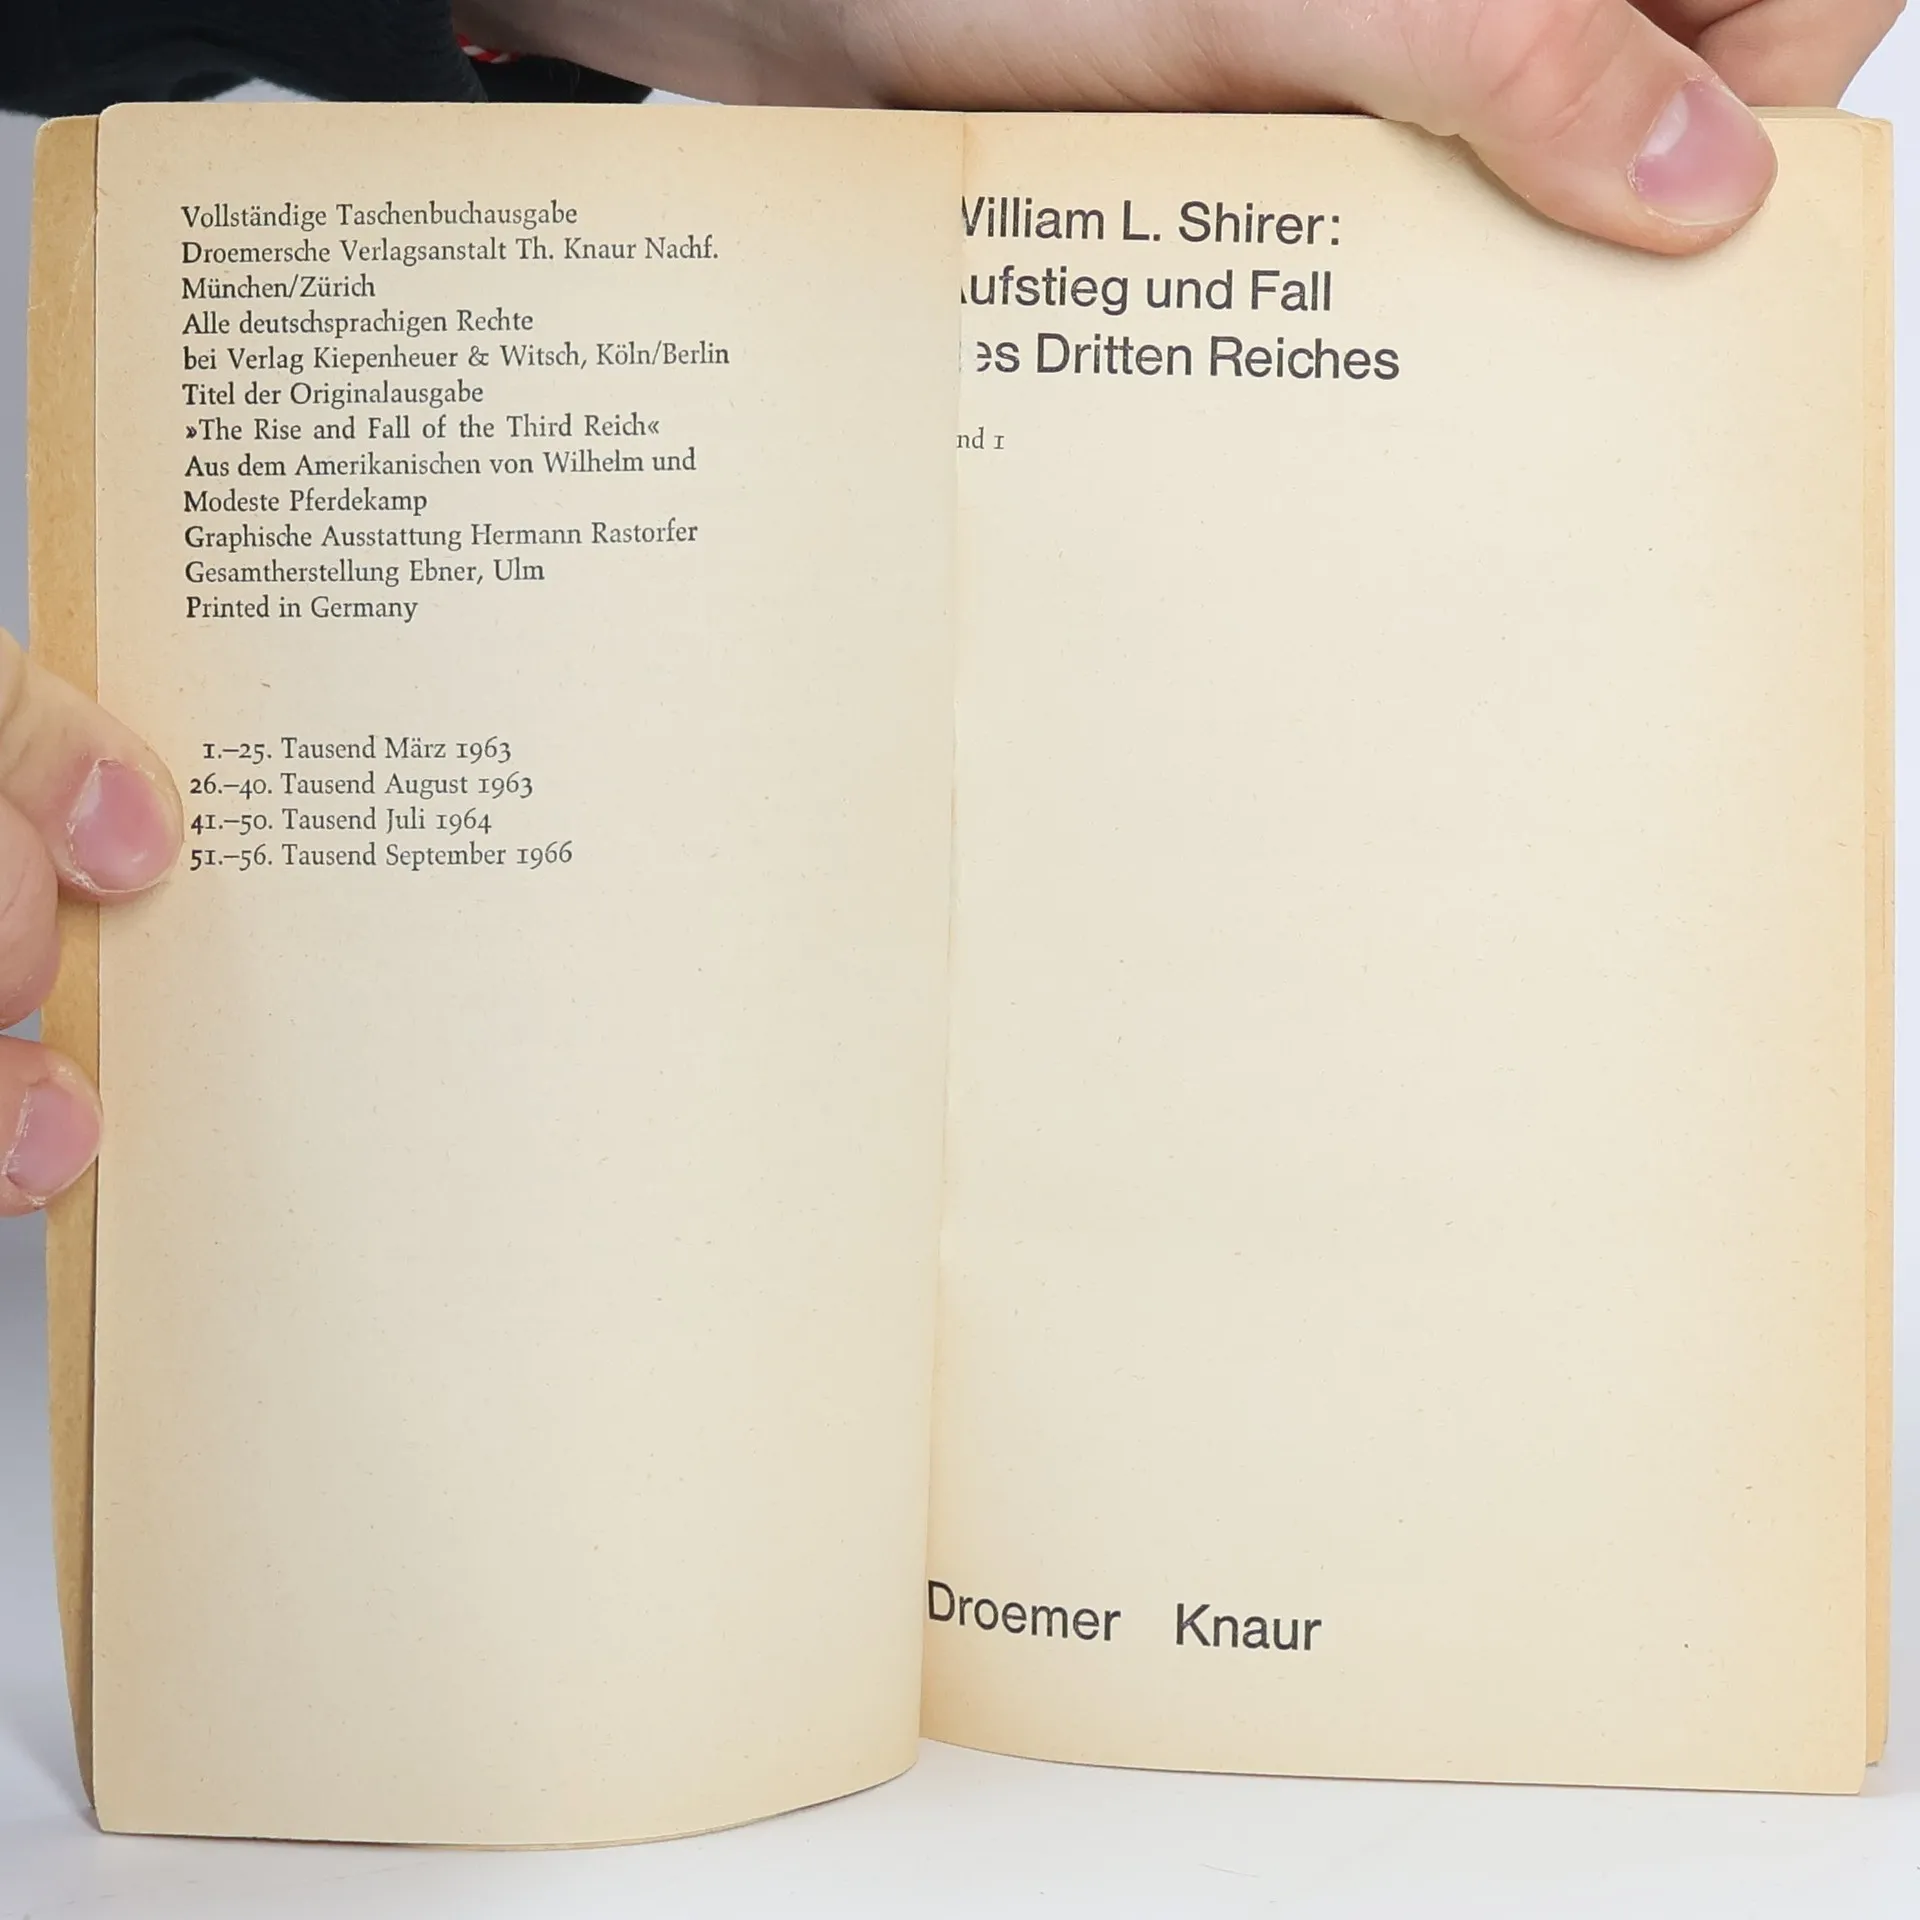 Vollständige Taschenbuchausgabe
Droemersche Verlagsanstalt Th. Knaur Nachf.
München/Zürich
Alle deutschsprachigen Rechte
bei Verlag Kiepenheuer & Witsch, Köln/Berlin
Titel der Originalausgabe
»The Rise and Fall of the Third Reich«
Aus dem Amerikanischen von Wilhelm und
Modeste Pferdekamp
Graphische Ausstattung Hermann Rastorfer
Gesamtherstellung Ebner, Ulm
Printed in Germany
1.–25. Tausend März 1963
26.–40. Tausend August 1963
41.–50. Tausend Juli 1964
51.–56. Tausend September 1966
William L. Shirer:
Aufstieg und Fall
es Dritten Reiches
nd 1
Droemer Knaur